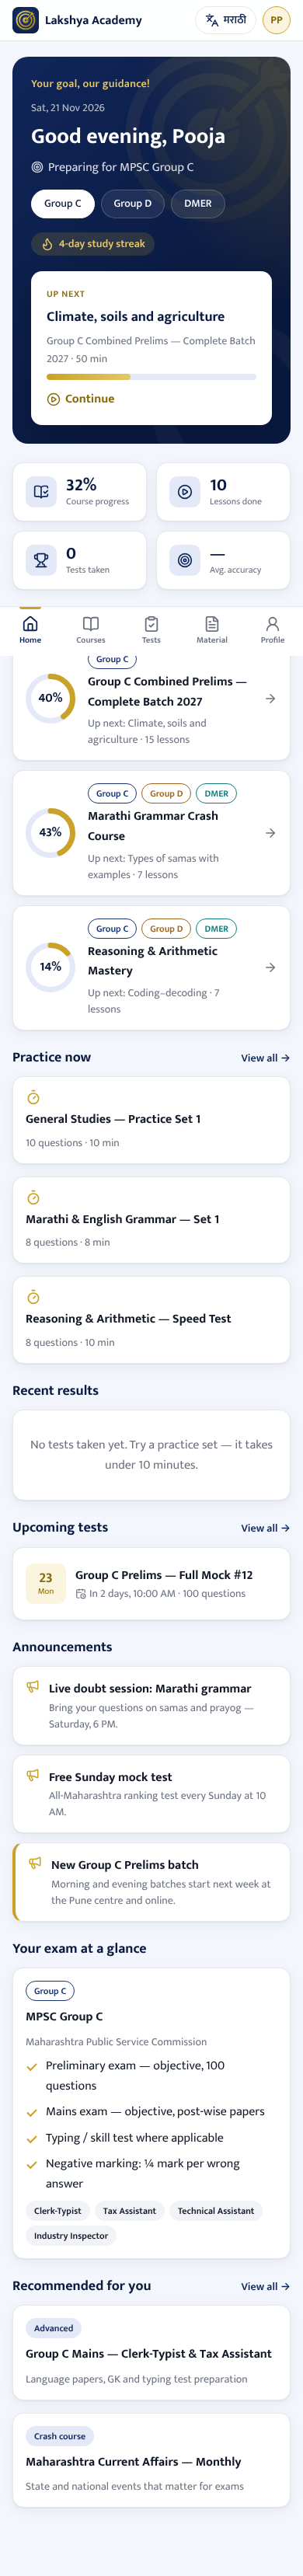 Lakshya Academy
मराठी
PP
Your goal, our guidance!
Sat, 21 Nov 2026
Good evening, Pooja
Preparing for MPSC Group C
Group C
Group D
DMER
4-day study streak
UP NEXT
Climate, soils and agriculture
Group C Combined Prelims — Complete Batch
2027 · 50 min
Continue
32%
Course progress
10
Lessons done
0
Tests taken
—
Avg. accuracy
Home
Courses
Tests
Material
Profile
Group C
40%
Group C Combined Prelims —
Complete Batch 2027
Up next: Climate, soils and
agriculture · 15 lessons
Group C
Group D
DMER
43%
Marathi Grammar Crash
Course
Up next: Types of samas with
examples · 7 lessons
Group C
Group D
DMER
14%
Reasoning & Arithmetic
Mastery
Up next: Coding–decoding · 7
lessons
Practice now
View all →
General Studies — Practice Set 1
10 questions · 10 min
Marathi & English Grammar — Set 1
8 questions · 8 min
Reasoning & Arithmetic — Speed Test
8 questions · 10 min
Recent results
No tests taken yet. Try a practice set — it takes
under 10 minutes.
Upcoming tests
View all →
23
Mon
Group C Prelims — Full Mock #12
In 2 days, 10:00 AM · 100 questions
Announcements
Live doubt session: Marathi grammar
Bring your questions on samas and prayog —
Saturday, 6 PM.
Free Sunday mock test
All-Maharashtra ranking test every Sunday at 10
AM.
New Group C Prelims batch
Morning and evening batches start next week at
the Pune centre and online.
Your exam at a glance
Group C
MPSC Group C
Maharashtra Public Service Commission
Preliminary exam — objective, 100
questions
Mains exam — objective, post-wise papers
Typing / skill test where applicable
Negative marking: ¼ mark per wrong
answer
Clerk-Typist
Tax Assistant
Technical Assistant
Industry Inspector
Recommended for you
View all →
Advanced
Group C Mains — Clerk-Typist & Tax Assistant
Language papers, GK and typing test preparation
Crash course
Maharashtra Current Affairs — Monthly
State and national events that matter for exams